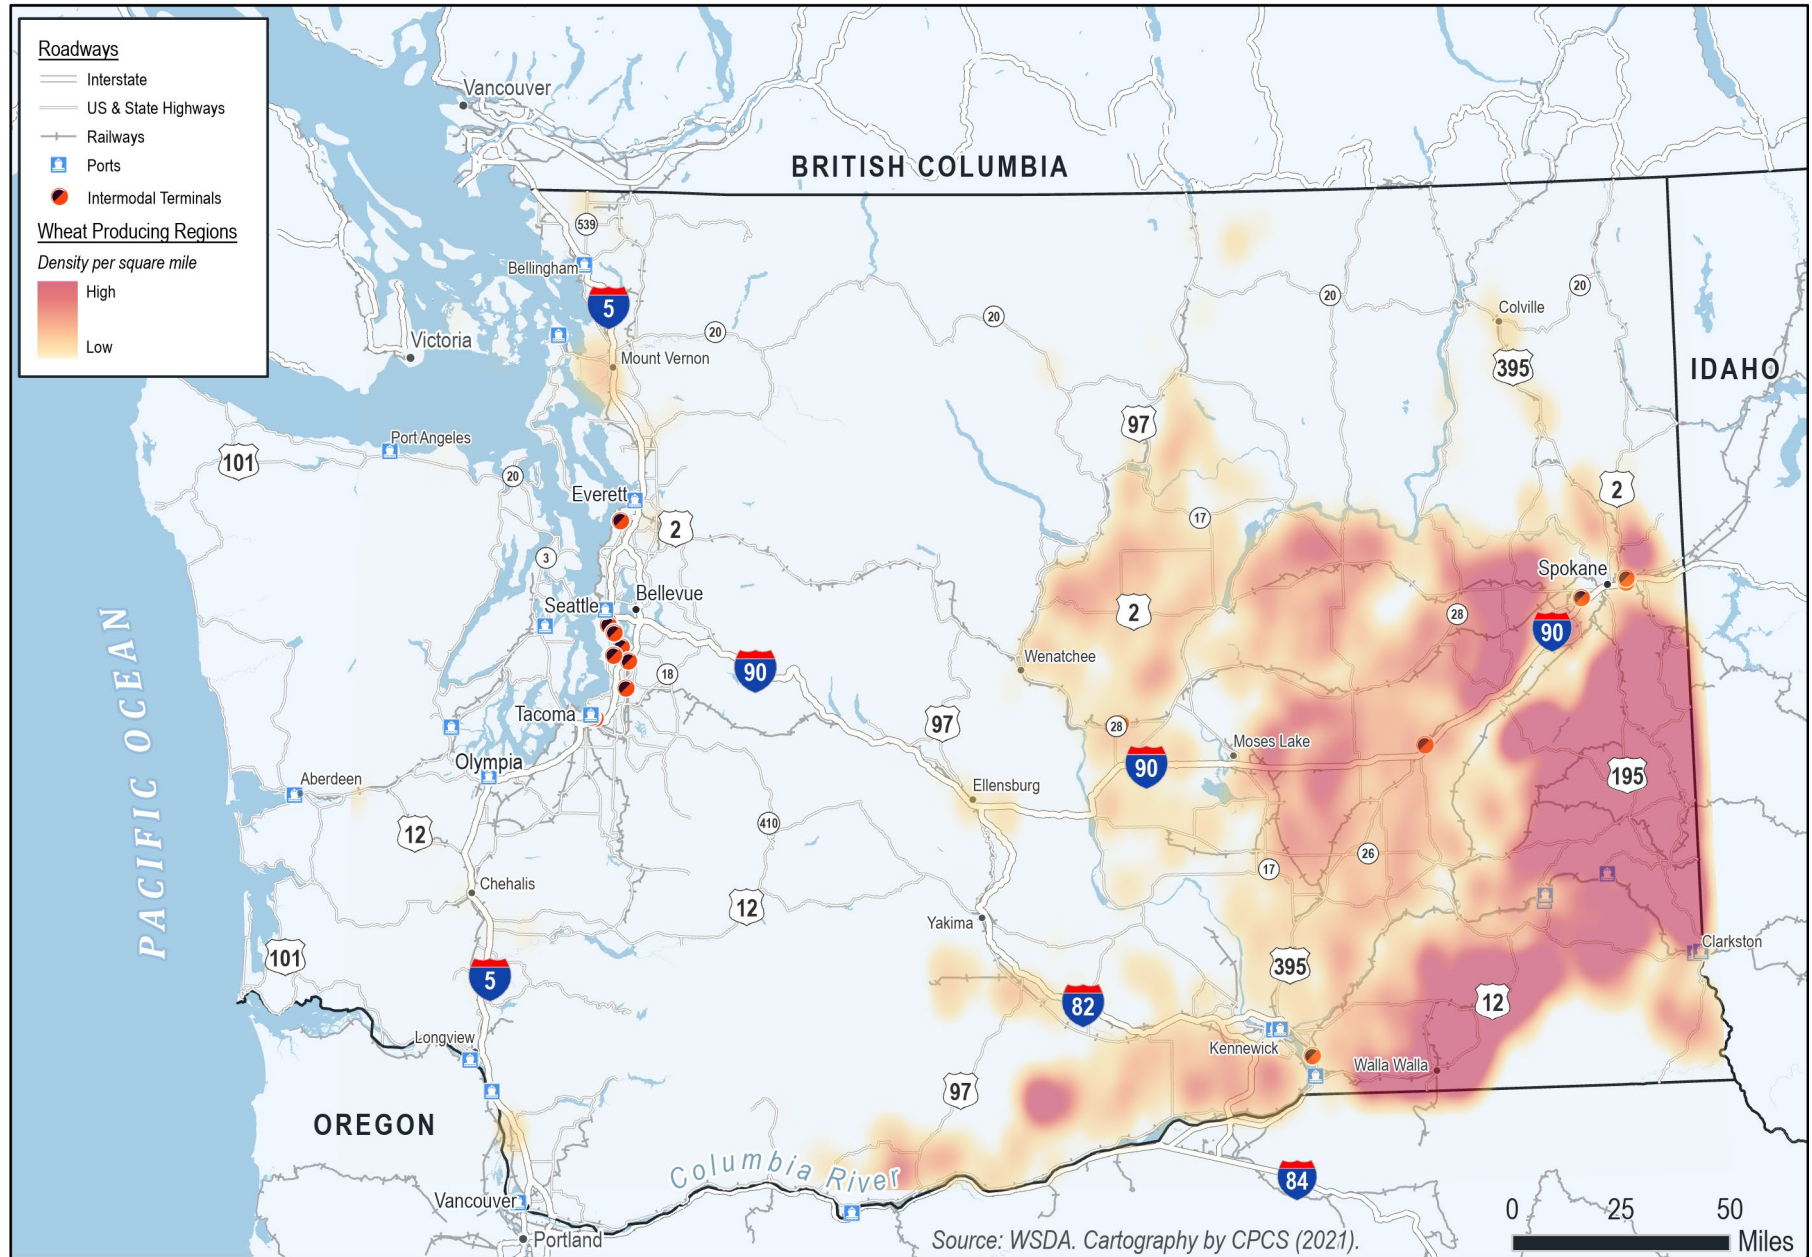 Roadways
Interstate
US & State Highways
Railways
Ports
Intermodal Terminals
Wheat Producing Regions
Density per square mile
High
Low
Vancouver
BRITISH COLUMBIA
539
Bellingham
5
20
20
20
20
Colville
Victoria
Mount Vernon
395
IDAHO
97
Port Angeles
101
20
Everett
2
17
2
3
Spokane
Seattle
Bellevue
2
28
90
PACIFIC OCEAN
Wenatchee
90
18
Tacoma
97
28
Moses Lake
Olympia
90
195
Aberdeen
Ellensburg
12
410
26
17
Chehalis
12
Yakima
101
395
Clarkston
5
82
12
Longview
Kennewick
Walla Walla
97
OREGON
Columbia River
84
Vancouver
Portland
0 25 50
Miles
Source: WSDA. Cartography by CPCS (2021).